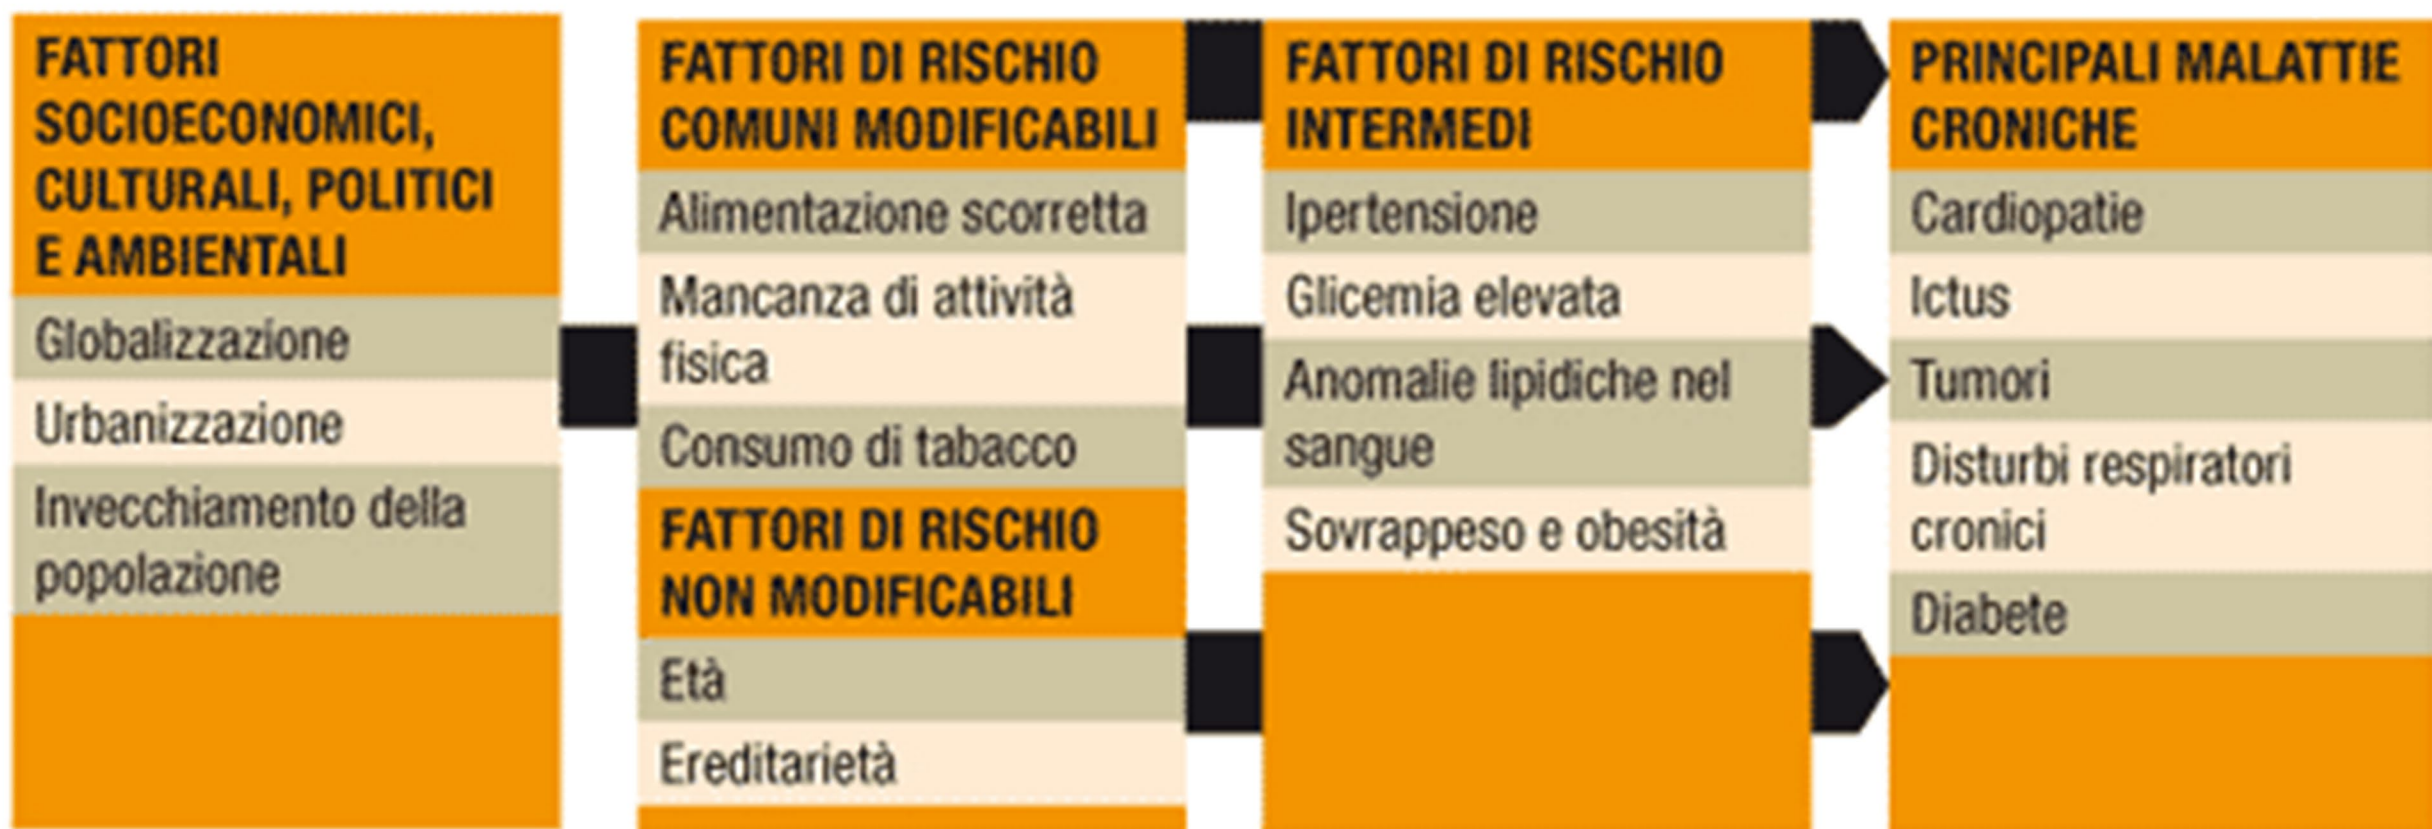 FATTORI
SOCIOECONOMICI,
CULTURALI, POLITICI
E AMBIENTALI
Globalizzazione
Urbanizzazione
Invecchiamento della
popolazione
FATTORI DI RISCHIO
COMUNI MODIFICABILI
Alimentazione scorretta
Mancanza di attività
fisica
Consumo di tabacco
FATTORI DI RISCHIO
NON MODIFICABILI
Età
Ereditarietà
FATTORI DI RISCHIO
INTERMEDI
Ipertensione
Glicemia elevata
Anomalie lipidiche nel
sangue
Sovrappeso e obesità
PRINCIPALI MALATTIE
CRONICHE
Cardiopatie
Ictus
Tumori
Disturbi respiratori
cronici
Diabete